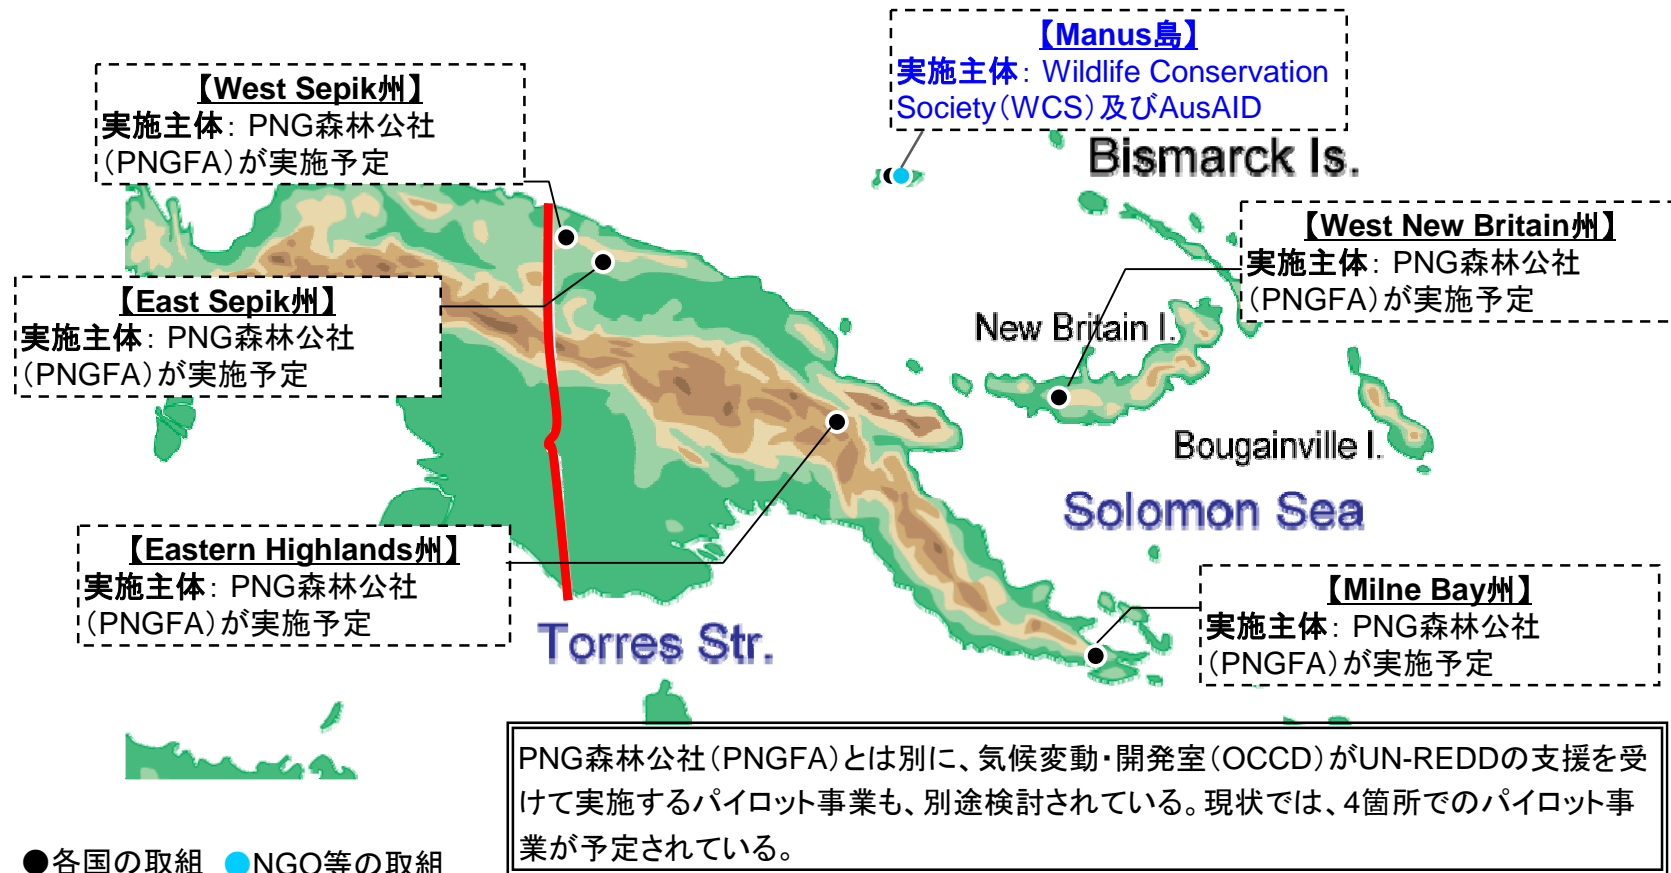 【Manus島】
実施主体: Wildlife Conservation
Society(WCS)及びAusAID
【West Sepik州】
実施主体: PNG森林公社
(PNGFA)が実施予定
Bismarck Is.
【West New Britain州】
実施主体: PNG森林公社
(PNGFA)が実施予定
【East Sepik州】
実施主体: PNG森林公社
(PNGFA)が実施予定
New Britain I.
Bougainville I.
Solomon Sea
【Eastern Highlands州】
実施主体: PNG森林公社
(PNGFA)が実施予定
【Milne Bay州】
実施主体: PNG森林公社
(PNGFA)が実施予定
Torres Str.
PNG森林公社(PNGFA)とは別に、気候変動・開発室(OCCD)がUN-REDDの支援を受
けて実施するパイロット事業も、別途検討されている。現状では、4箇所でのパイロット事
業が予定されている。
●各国の取組 ●NGO等の取組